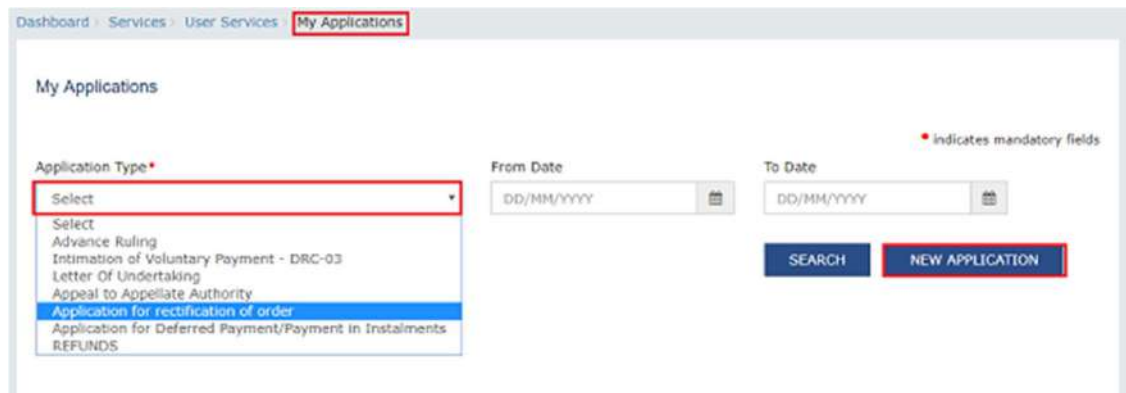 Dashboard › Services › User Services › My Applications
My Applications
• indicates mandatory fields
Application Type •
From Date
To Date
Select
DD/MM/YYYY
DD/MM/YYYY
Select
Advance Ruling
Intimation of Voluntary Payment - DRC-03
Letter Of Undertaking
Appeal to Appellate Authority
Application for rectification of order
Application for Deferred Payment/Payment in Instalments
REFUNDS
SEARCH
NEW APPLICATION